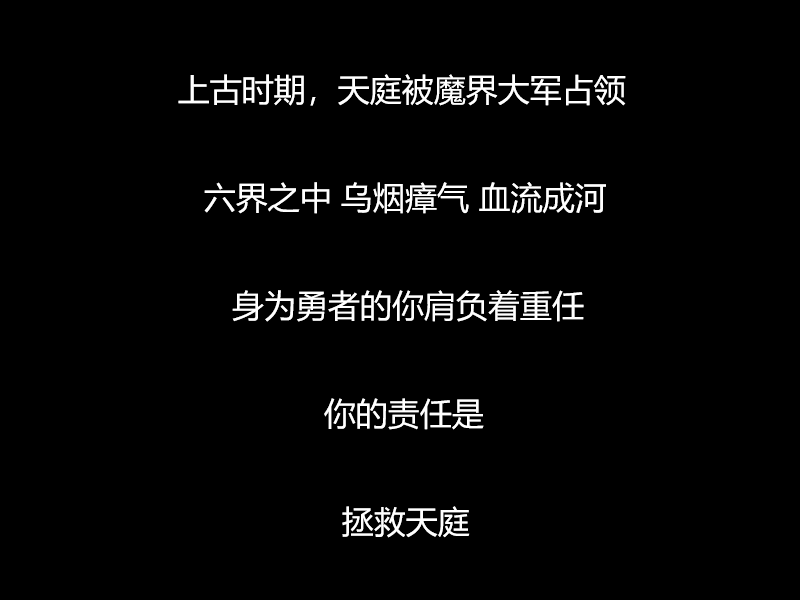 上古时期，天庭被魔界大军占领
六界之中 乌烟瘴气 血流成河
身为勇者的你肩负着重任
你的责任是
拯救天庭